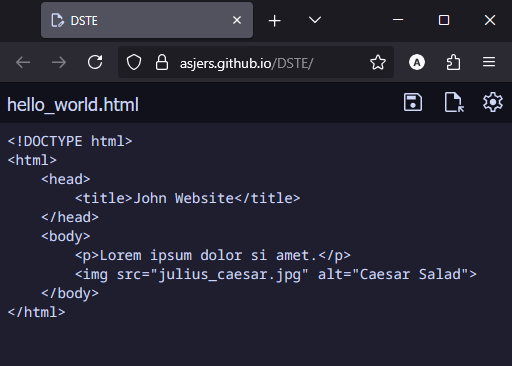 DSTE
asjers.github.io/DSTE/
A
hello_world.html
<!DOCTYPE html>
<html>
    <head>
        <title>John Website</title>
    </head>
    <body>
        <p>Lorem ipsum dolor si amet.</p>
        <img src="julius_caesar.jpg" alt="Caesar Salad">
    </body>
</html>